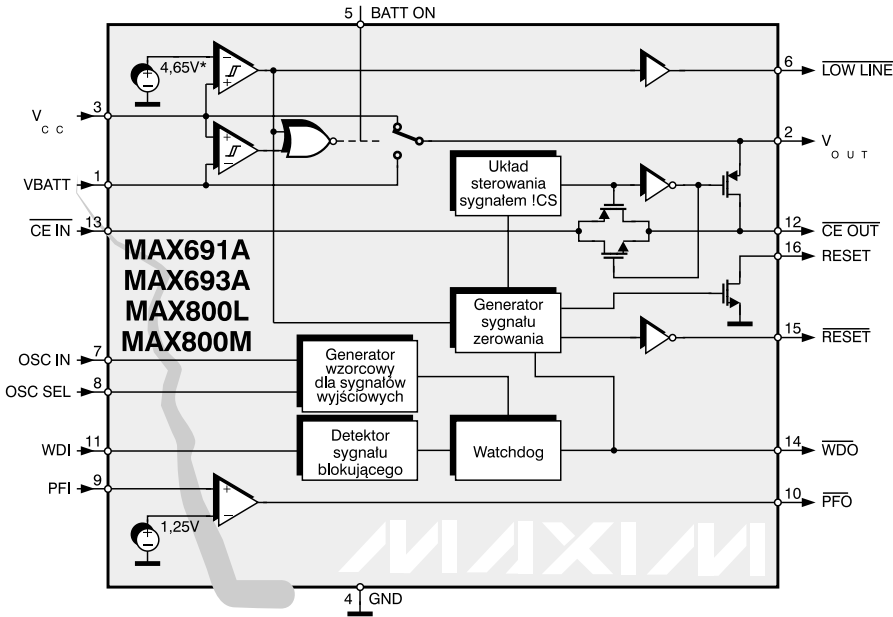 5 BATT ON
4,65V*
6 LOW LINE
VCC 3
2 VOUT
VBATT 1
Układ
sterowania
sygnałem !CS
CE IN 13
12 CE OUT
MAX691A
MAX693A
MAX800L
MAX800M
16 RESET
Generator
sygnału
zerowania
15 RESET
OSC IN 7
OSC SEL 8
Generator
wzorcowy
dla sygnałów
wyjściowych
WDI 11
Detektor
sygnału
blokującego
Watchdog
14 WDO
PFI 9
10 PFO
1,25V
MAXIM
4 GND